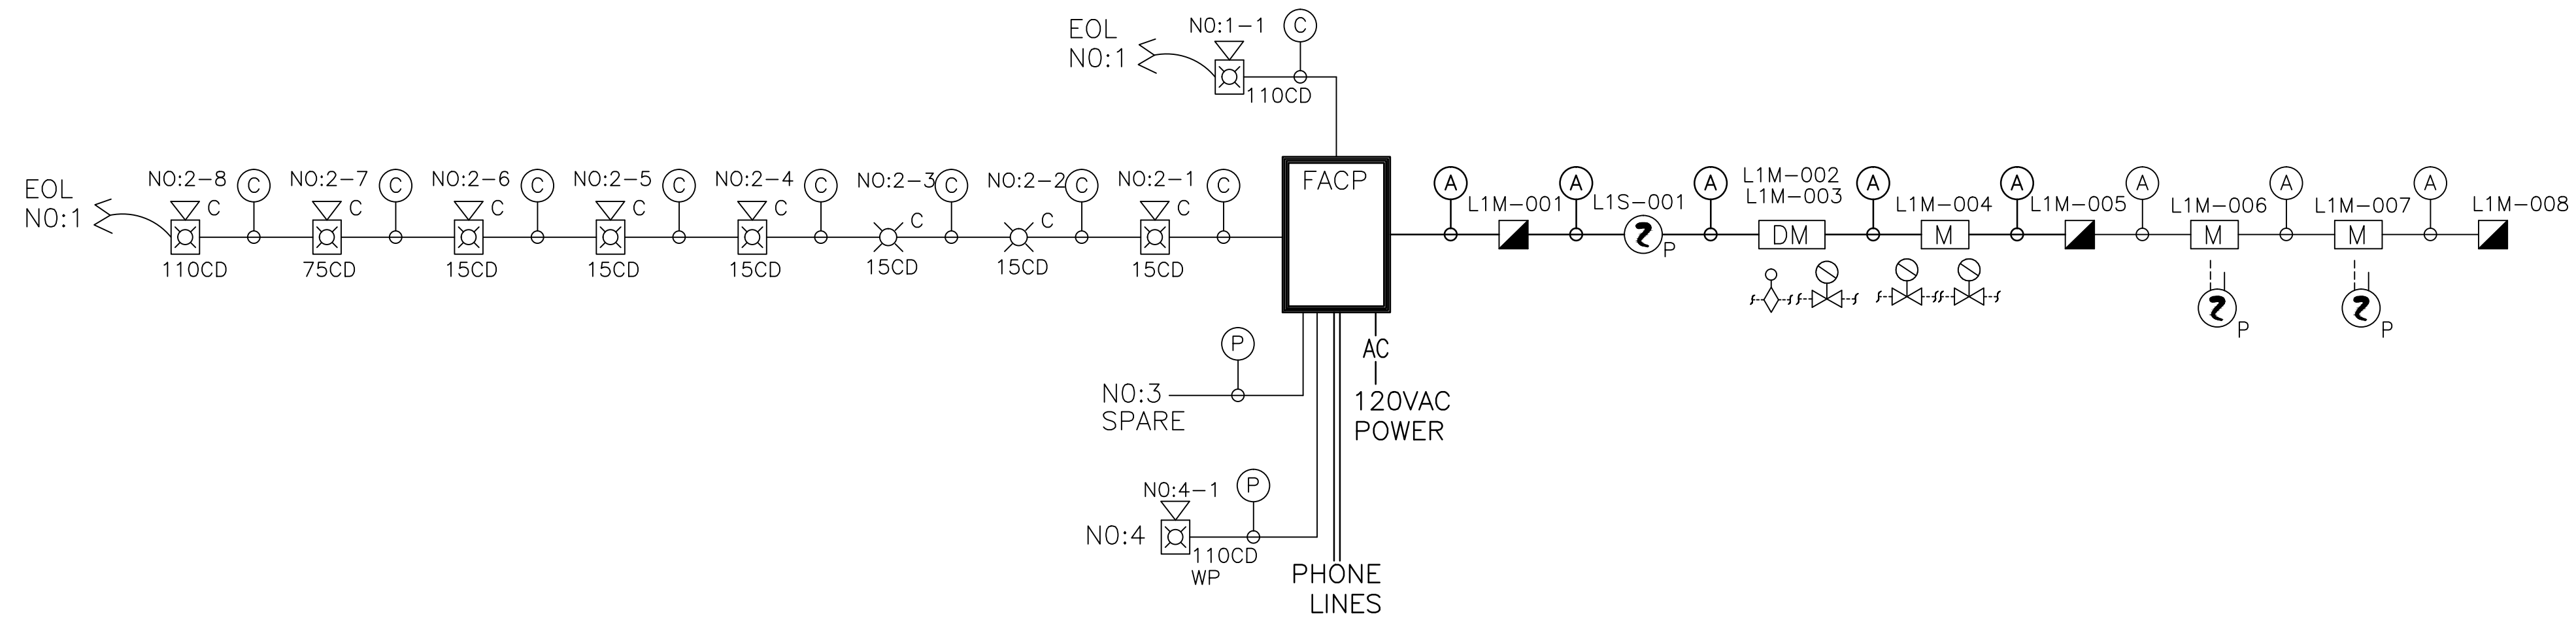 EOL
NO:1
NO:1-1
C
110CD
EOL
NO:1
NO:2-8
C
C
110CD
NO:2-7
C
C
75CD
NO:2-6
C
C
15CD
NO:2-5
C
C
15CD
NO:2-4
C
C
15CD
NO:2-3
C
C
15CD
NO:2-2
C
C
15CD
NO:2-1
C
C
15CD
FACP
A
L1M-001
A
L1S-001
P
A
L1M-002
L1M-003
DM
A
L1M-004
M
A
L1M-005
A
L1M-006
M
P
A
L1M-007
M
P
A
L1M-008
P
NO:3
SPARE
AC
120VAC
POWER
NO:4-1
P
NO:4
110CD
WP
PHONE
LINES